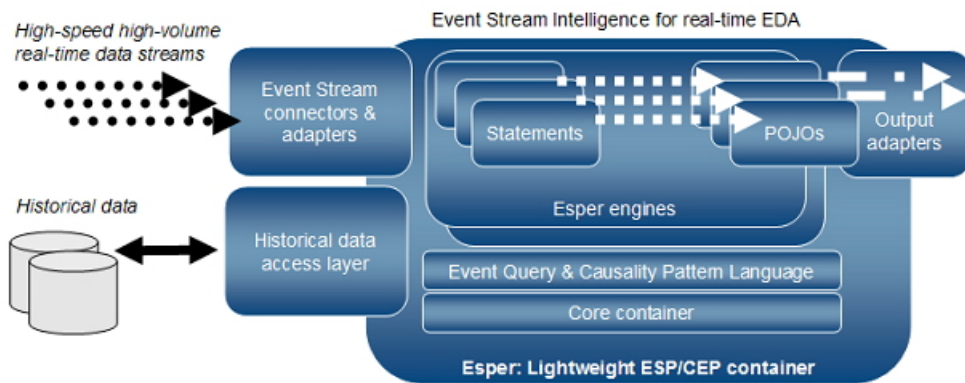 Event Stream Intelligence for real-time EDA
High-speed high-volume
real-time data streams
Event Stream
connectors &
adapters
Statements
POJOs
Output
adapters
Esper engines
Historical data
Historical data
access layer
Event Query & Causality Pattern Language
Core container
Esper: Lightweight ESP/CEP container